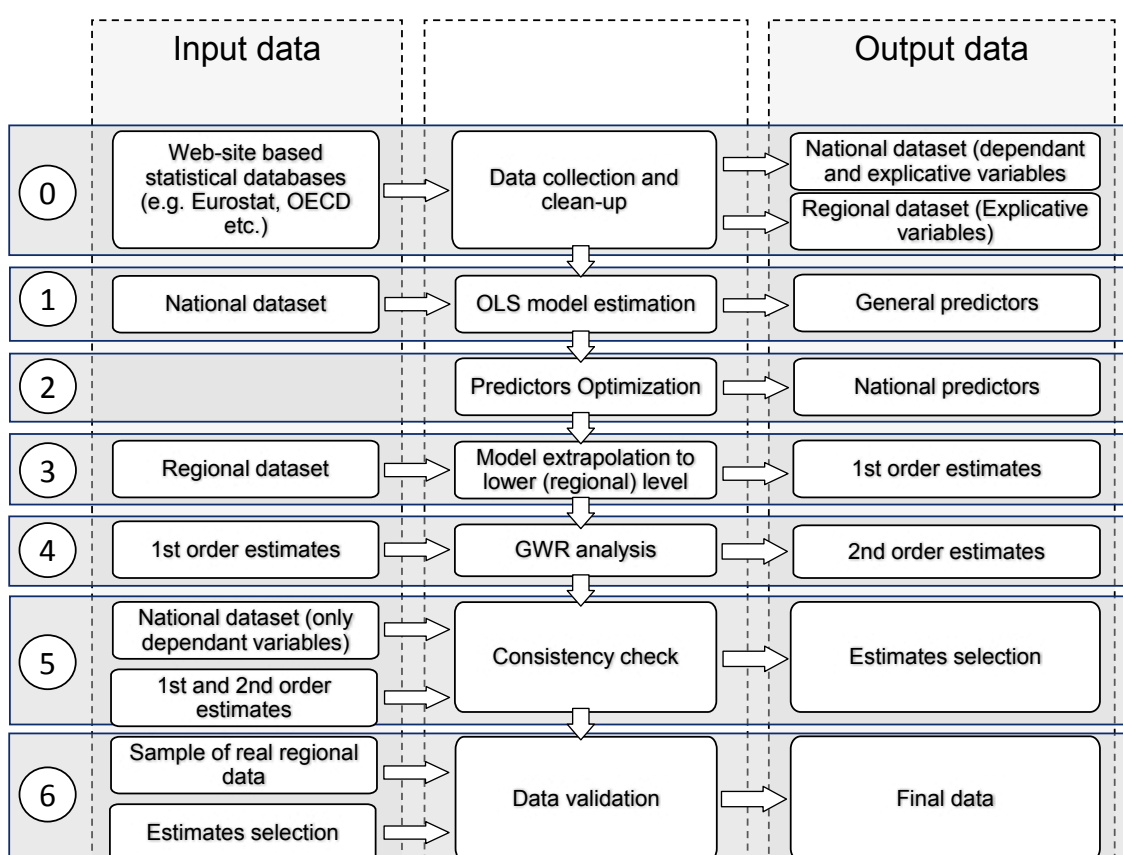 Input data
Output data
0
Web-site based
statistical databases
(e.g. Eurostat, OECD
etc.)
Data collection and
clean-up
National dataset (dependant
and explicative variables
Regional dataset (Explicative
variables)
1
National dataset
OLS model estimation
General predictors
2
Predictors Optimization
National predictors
3
Regional dataset
Model extrapolation to
lower (regional) level
1st order estimates
4
1st order estimates
GWR analysis
2nd order estimates
5
National dataset (only
dependant variables)
1st and 2nd order
estimates
Consistency check
Estimates selection
6
Sample of real regional
data
Estimates selection
Data validation
Final data